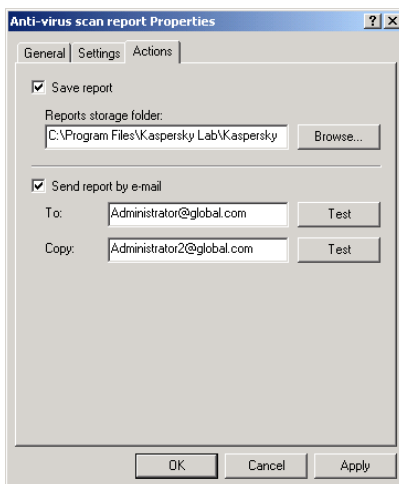 Anti-virus scan report Properties
General Settings Actions
Save report
Reports storage folder:
C:\Program Files\Kaspersky Lab\Kaspersky Browse...
Send report by e-mail
To: Administrator@global.com Test
Copy: Administrator2@global.com Test
OK Cancel Apply